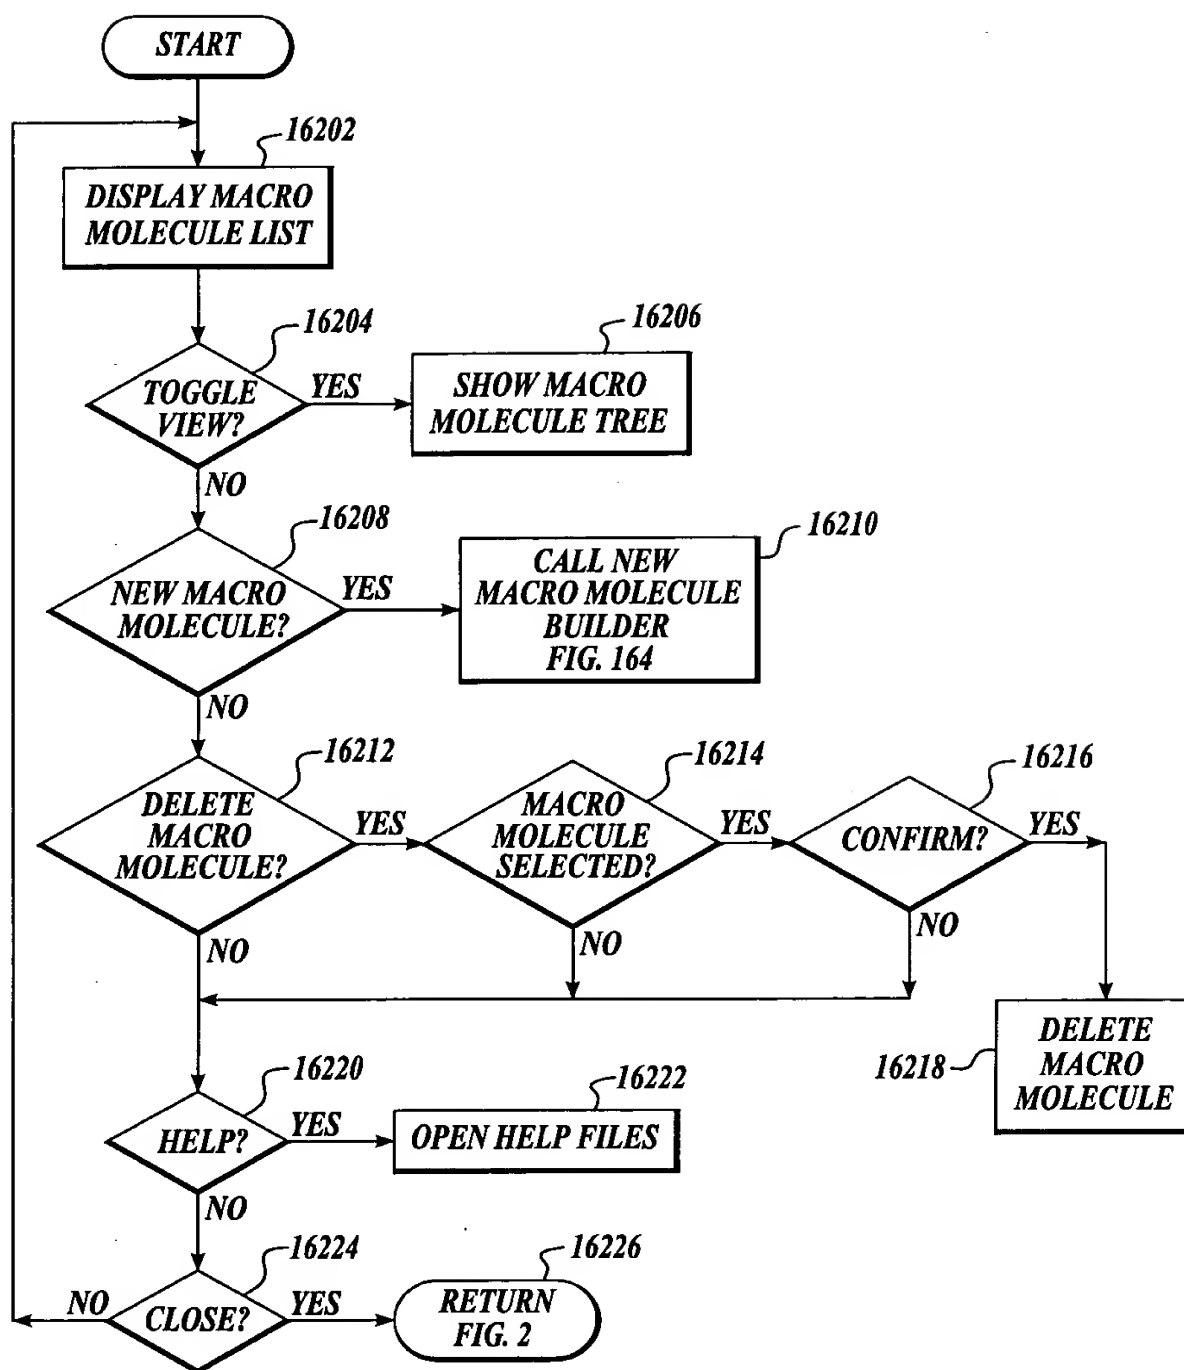 START
16202
DISPLAY MACRO
MOLECULE LIST
16204
TOGGLE
VIEW?
YES
16206
SHOW MACRO
MOLECULE TREE
NO
16208
NEW MACRO
MOLECULE?
YES
16210
CALL NEW
MACRO MOLECULE
BUILDER
FIG. 164
NO
16212
DELETE
MACRO
MOLECULE?
YES
16214
MACRO
MOLECULE
SELECTED?
YES
16216
CONFIRM?
YES
NO
NO
NO
16218
DELETE
MACRO
MOLECULE
16220
HELP?
YES
16222
OPEN HELP FILES
NO
16224
NO
CLOSE?
YES
16226
RETURN
FIG. 2